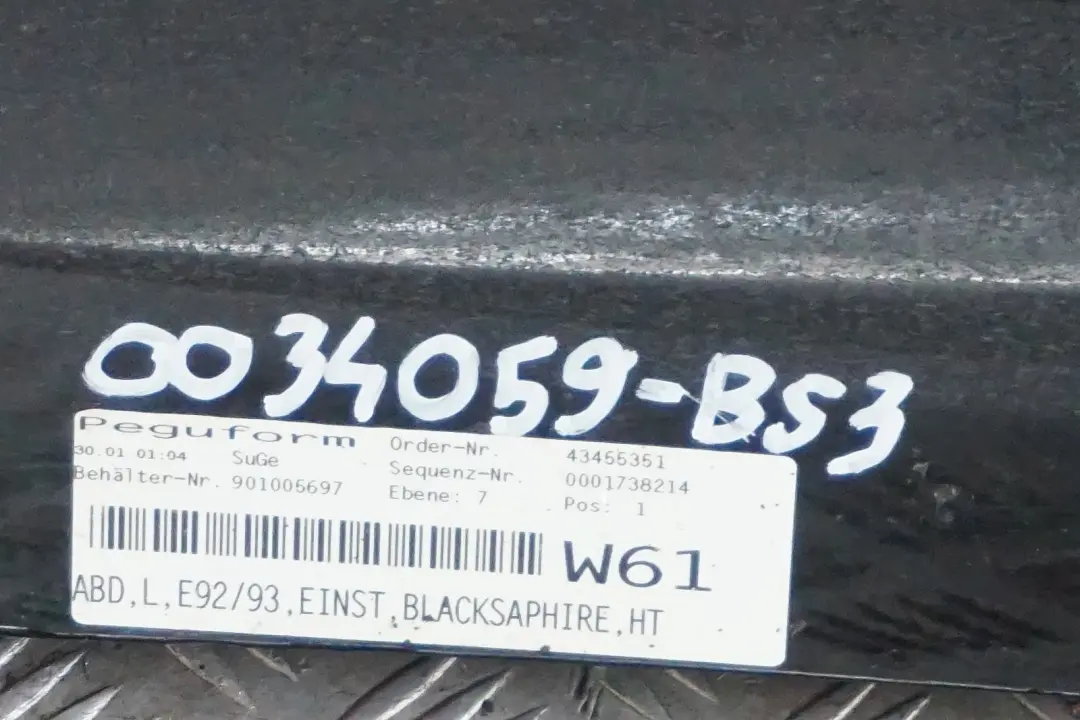 0034059-BS3
Peguform
30.01 01:04 SuGe
Behälter-Nr. 901005697
Order-Nr. 43455351
Sequenz-Nr. 0001738214
Ebene: 7 Pos: 1
W61
ABD,L,E92/93,EINST,BLACKSAPHIRE,HT